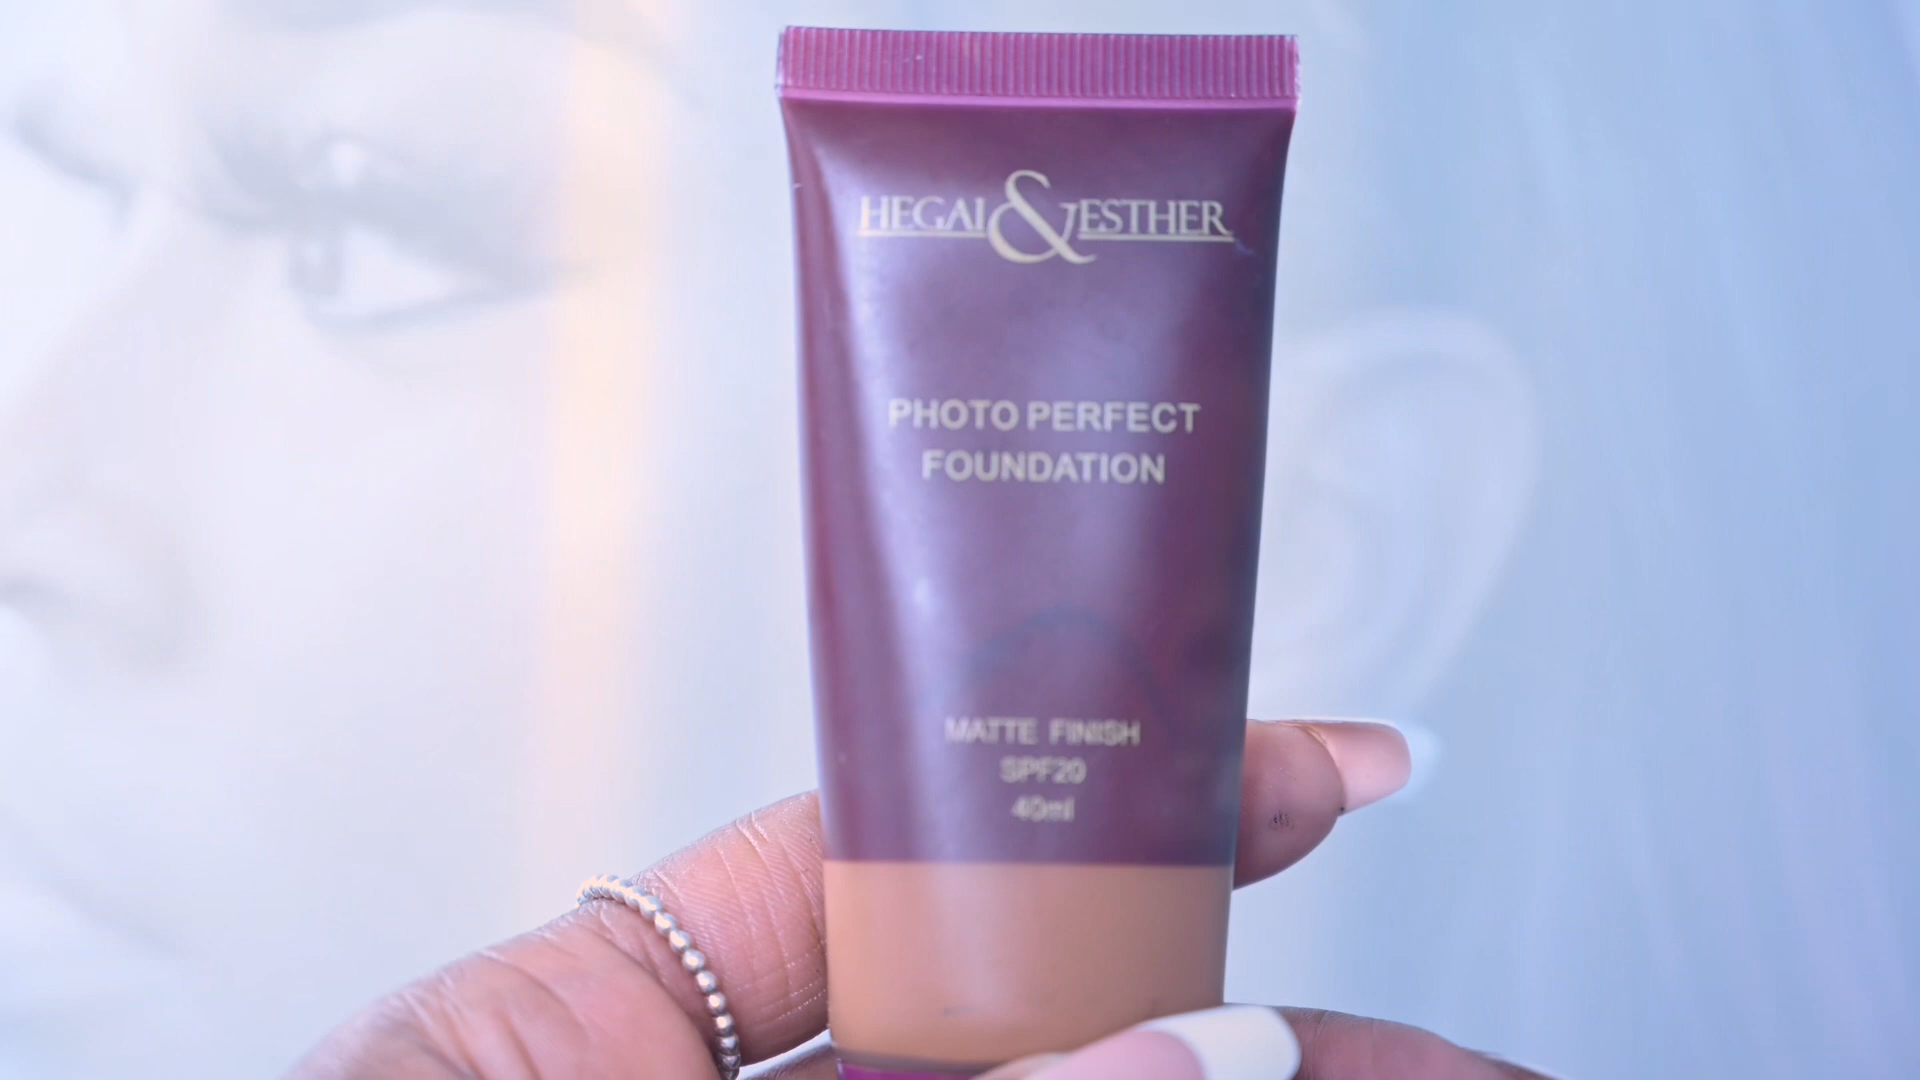 HEGAI & ESTHER
PHOTO PERFECT
FOUNDATION
MATTE FINISH
SPF20
40ml